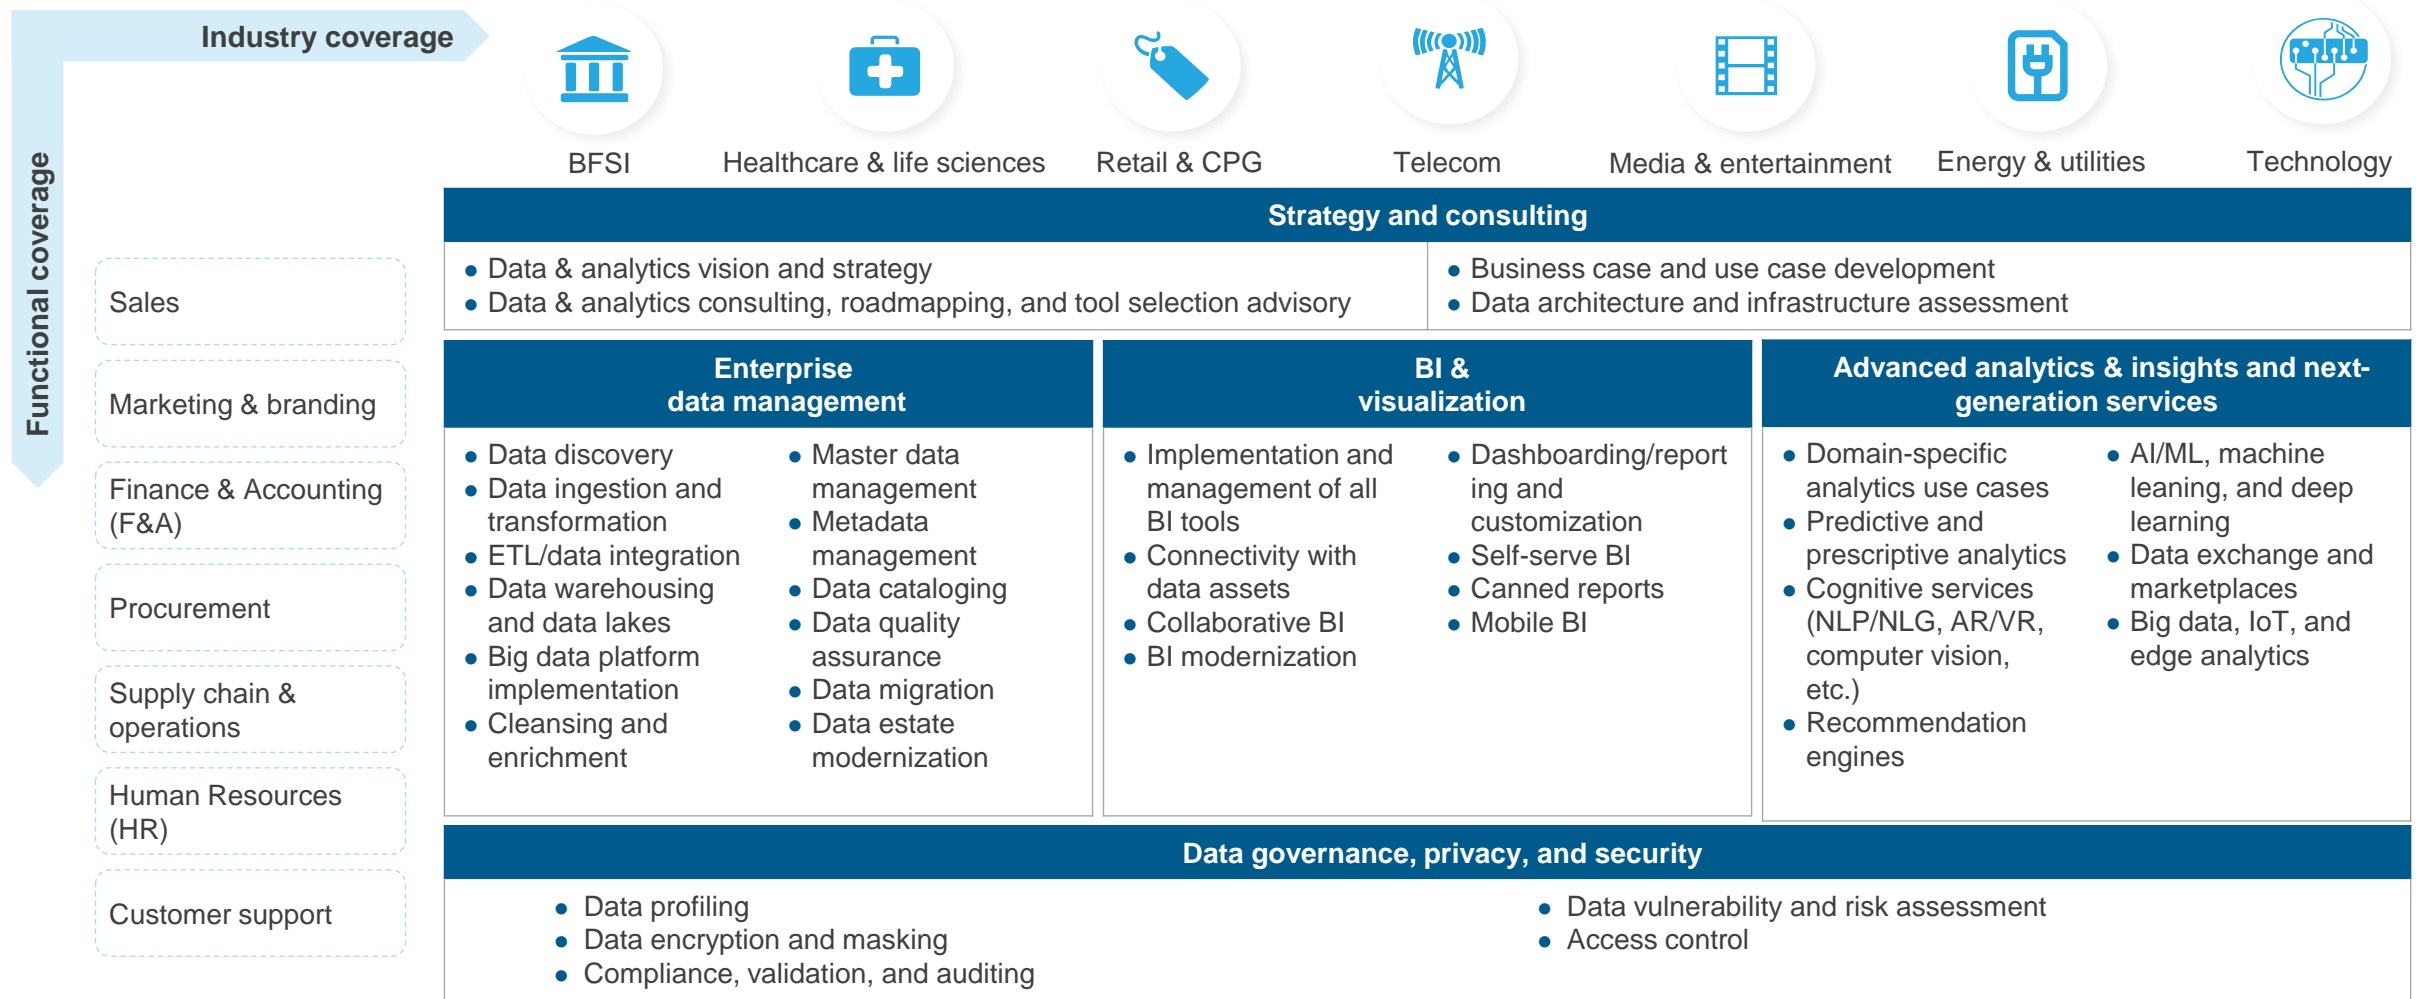 Industry coverage
Functional coverage
BFSI
Healthcare & life sciences
Retail & CPG
Telecom
Media & entertainment
Energy & utilities
Technology
Sales
Marketing & branding
Finance & Accounting
(F&A)
Procurement
Supply chain &
operations
Human Resources
(HR)
Customer support
Strategy and consulting
● Data & analytics vision and strategy
● Data & analytics consulting, roadmapping, and tool selection advisory
● Business case and use case development
● Data architecture and infrastructure assessment
Enterprise
data management
● Data discovery
● Data ingestion and
transformation
● ETL/data integration
● Data warehousing
and data lakes
● Big data platform
implementation
● Cleansing and
enrichment
● Master data
management
● Metadata
management
● Data cataloging
● Data quality
assurance
● Data migration
● Data estate
modernization
BI &
visualization
● Implementation and
management of all
BI tools
● Connectivity with
data assets
● Collaborative BI
● BI modernization
● Dashboarding/report
ing and
customization
● Self-serve BI
● Canned reports
● Mobile BI
Advanced analytics & insights and next-
generation services
● Domain-specific
analytics use cases
● Predictive and
prescriptive analytics
● Cognitive services
(NLP/NLG, AR/VR,
computer vision,
etc.)
● Recommendation
engines
● AI/ML, machine
leaning, and deep
learning
● Data exchange and
marketplaces
● Big data, IoT, and
edge analytics
Data governance, privacy, and security
● Data profiling
● Data encryption and masking
● Compliance, validation, and auditing
● Data vulnerability and risk assessment
● Access control